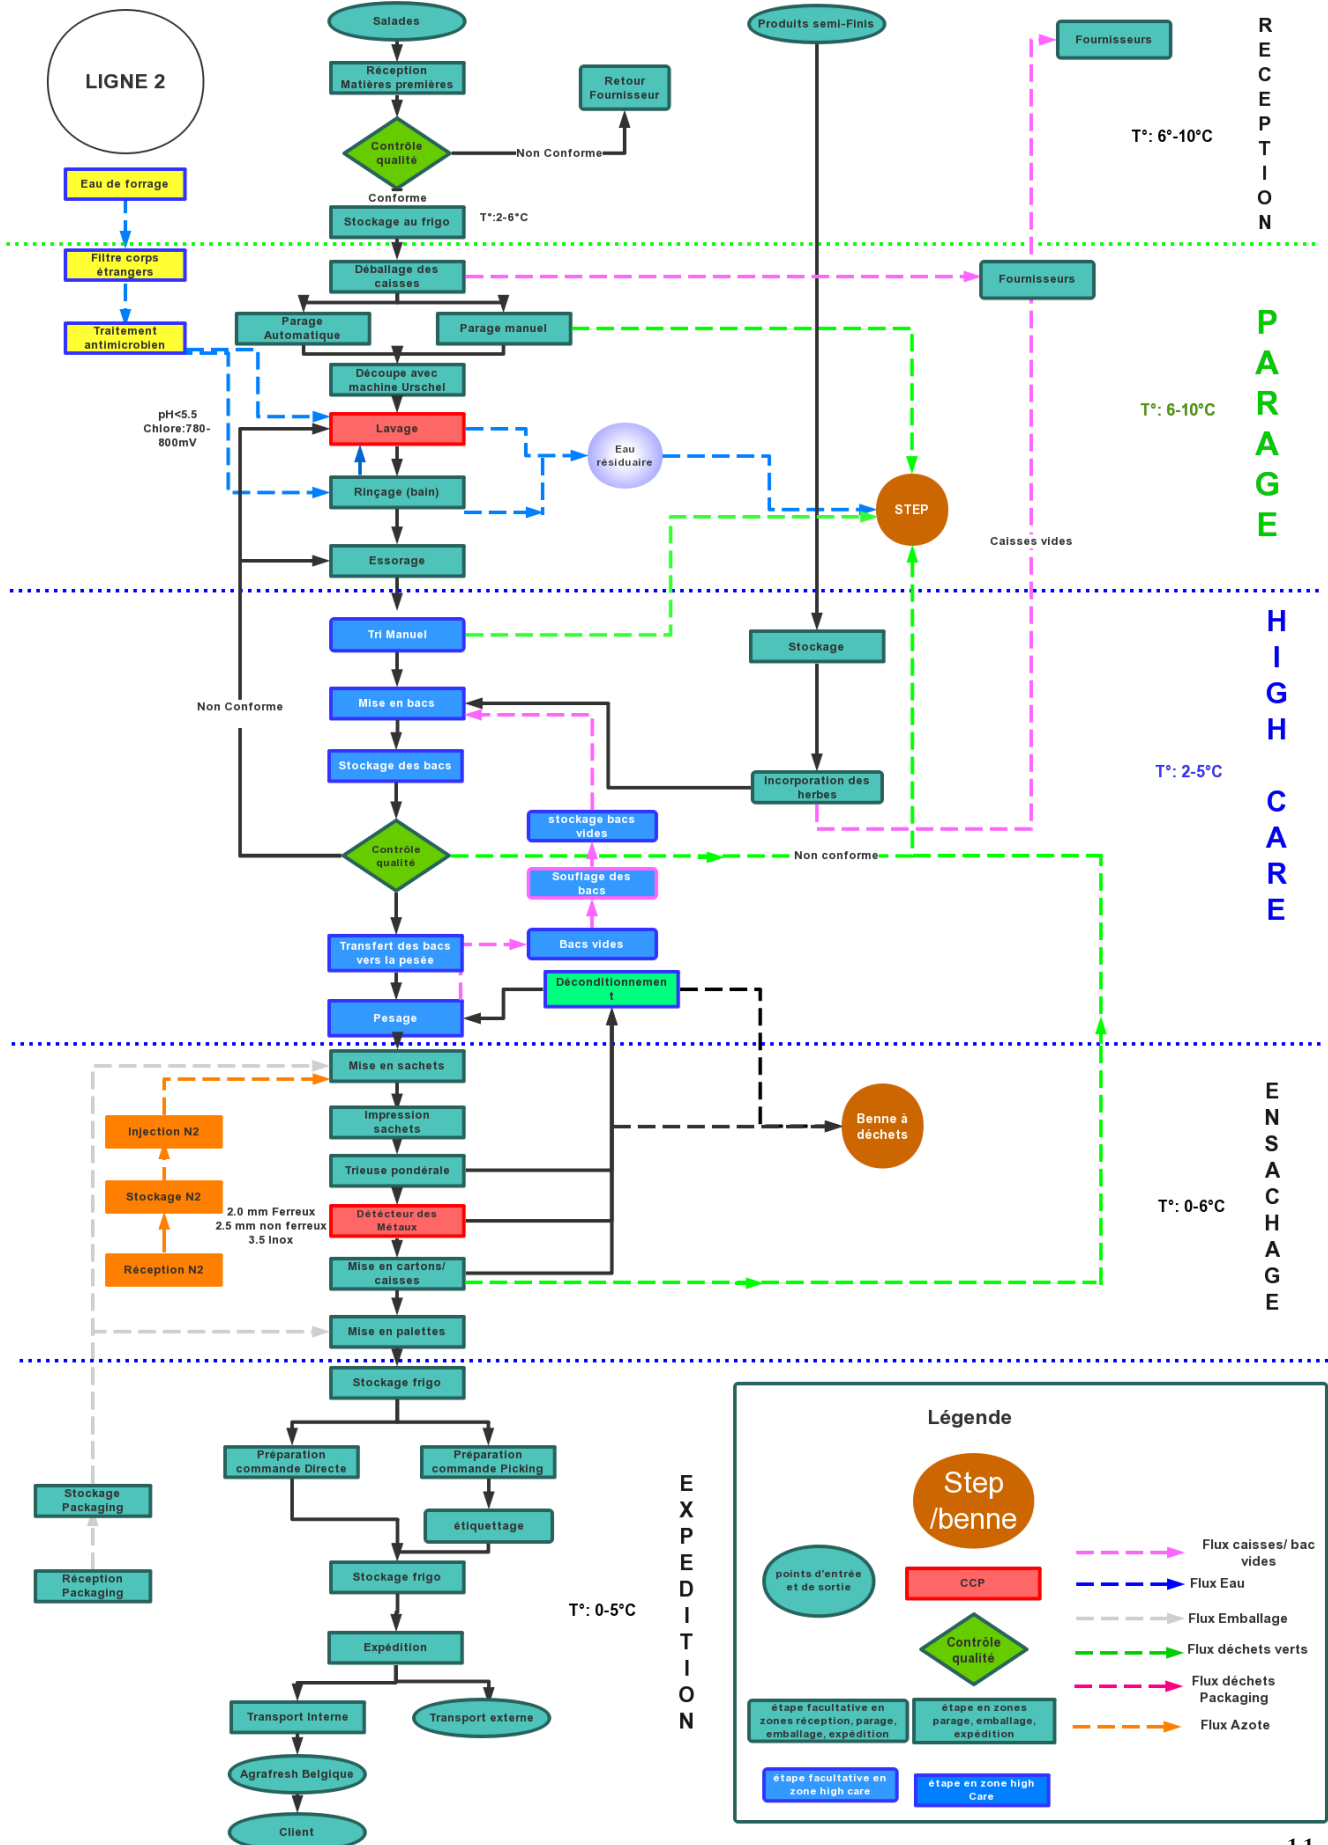 LIGNE 2
Salades
Réception
Matières premières
Contrôle
qualité
Non Conforme
Retour
Fournisseur
Conforme
Stockage au frigo
T°:2-6°C
Produits semi-Finis
Fournisseurs
T°: 6°-10°C
RECEPTION
Eau de forrage
Filtre corps
étrangers
Traitement
antimicrobien
pH<5.5
Chlore:780-
800mV
Déballage des
caisses
Fournisseurs
Parage
Automatique
Parage manuel
Découpe avec
machine Urschel
Lavage
Rinçage (bain)
Essorage
Eau
résiduaire
STEP
Caisses vides
T°: 6-10°C
PARAGE
Tri Manuel
Mise en bacs
Stockage des bacs
Contrôle
qualité
Non Conforme
Stockage
Incorporation des
herbes
stockage bacs
vides
Souflage des
bacs
Bacs vides
Non conforme
Transfert des bacs
vers la pesée
Pesage
Déconditionnemen
t
T°: 2-5°C
HIGH CARE
Mise en sachets
Impression
sachets
Trieuse pondérale
Détécteur des
Métaux
2.0 mm Ferreux
2.5 mm non ferreux
3.5 Inox
Mise en cartons/
caisses
Mise en palettes
Injection N2
Stockage N2
Réception N2
Benne à
déchets
T°: 0-6°C
ENSACHAGE
Stockage frigo
Préparation
commande Directe
Préparation
commande Picking
étiquettage
Stockage frigo
Expédition
Transport Interne
Transport externe
Agrafresh Belgique
Client
Stockage
Packaging
Réception
Packaging
T°: 0-5°C
EXPEDITION
Légende
Step
/benne
points d'entrée
et de sortie
CCP
Contrôle
qualité
étape facultative en
zones réception, parage,
emballage, expédition
étape en zones
parage, emballage,
expédition
étape facultative en
zone high care
étape en zone high
Care
Flux caisses/ bac
vides
Flux Eau
Flux Emballage
Flux déchets verts
Flux déchets
Packaging
Flux Azote
11